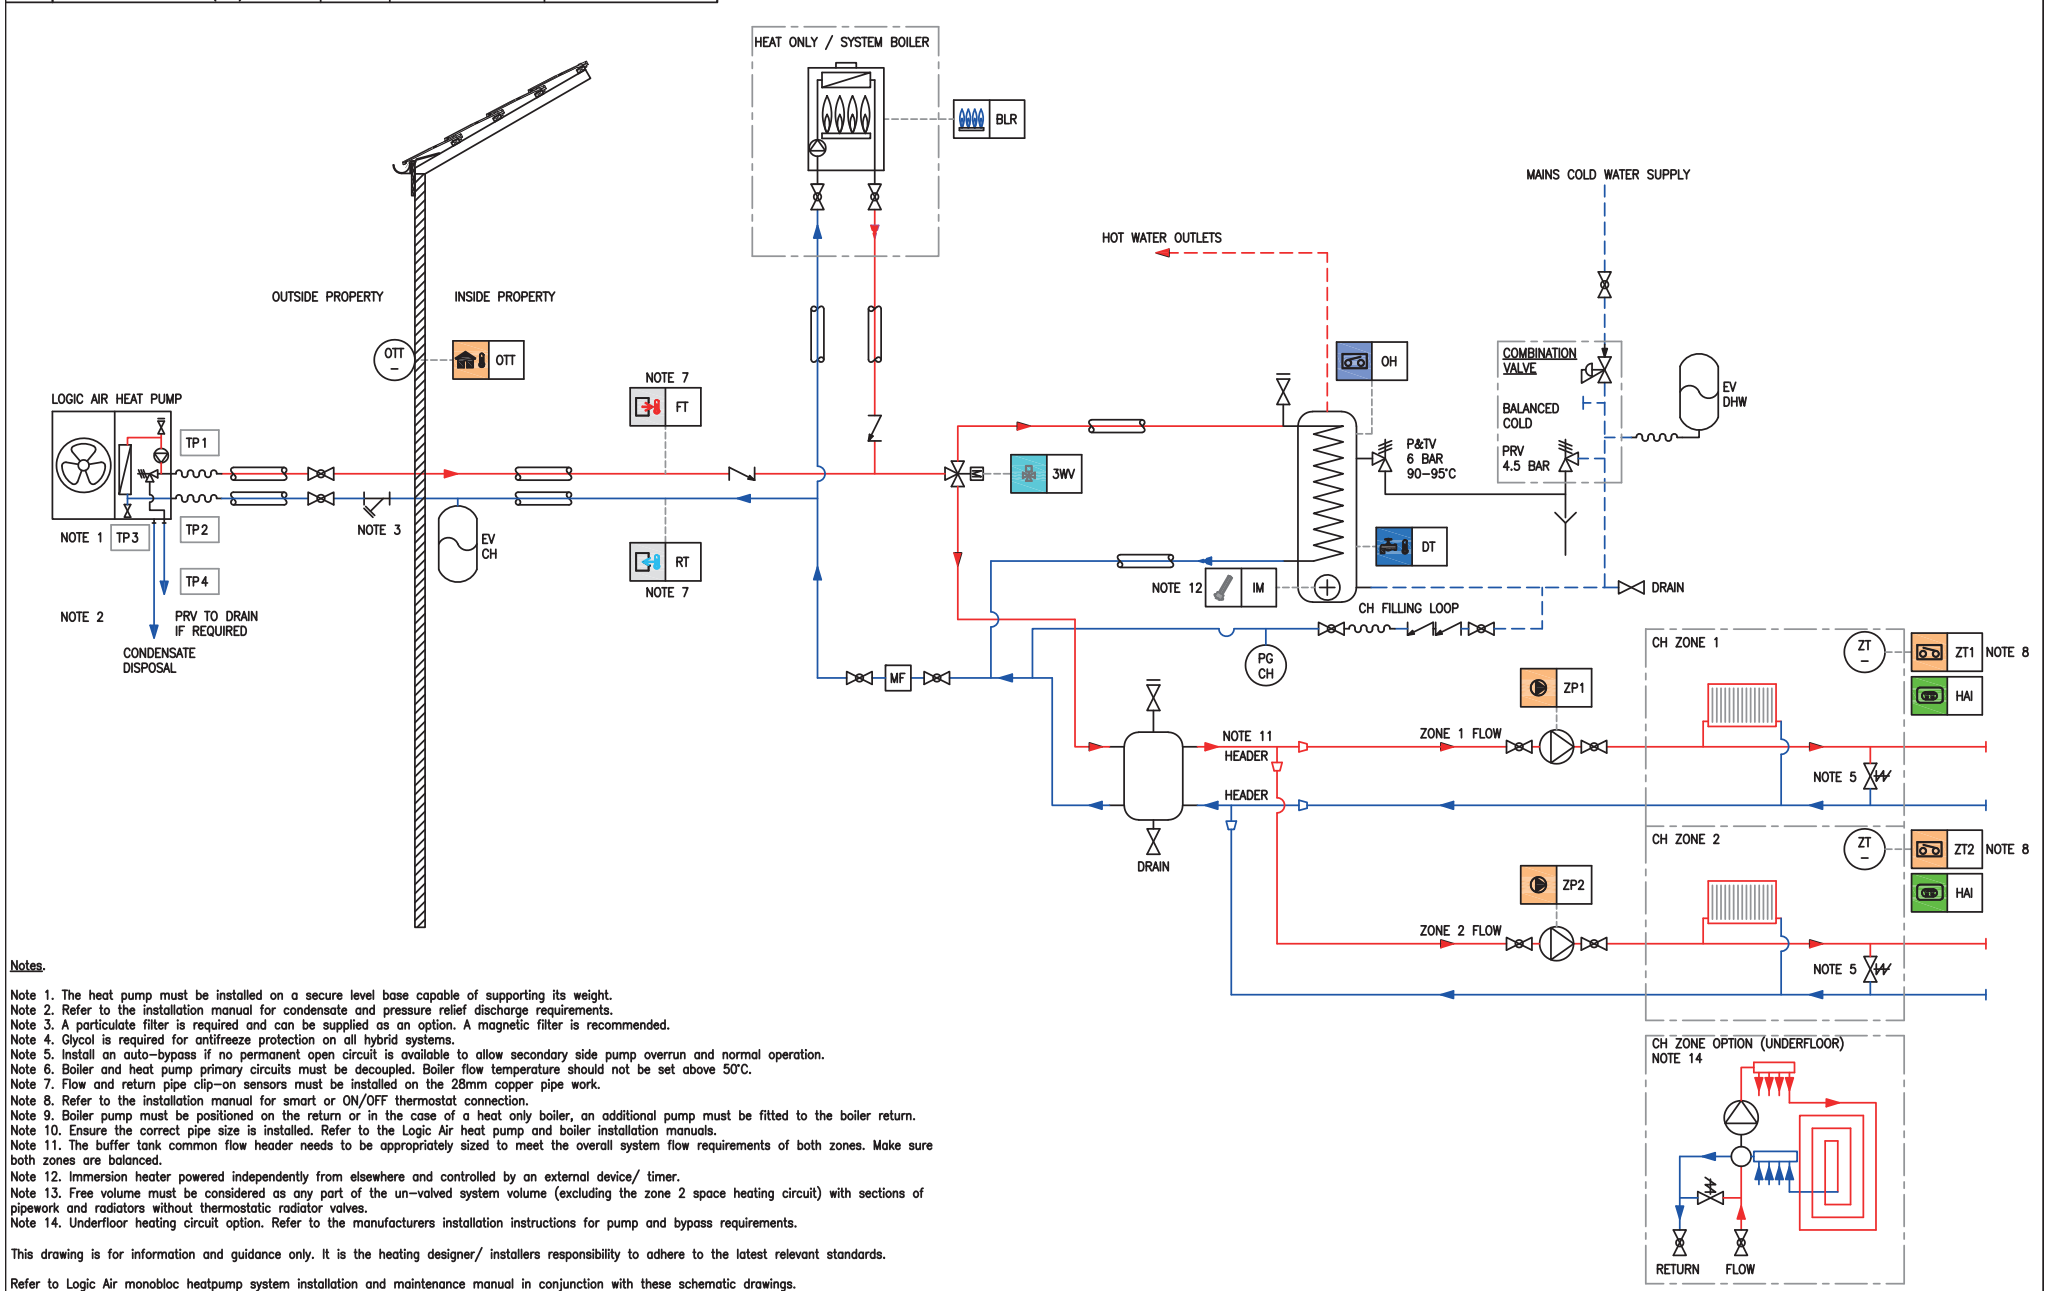 HEAT ONLY / SYSTEM BOILER
BLR
MAINS COLD WATER SUPPLY
HOT WATER OUTLETS
OUTSIDE PROPERTY
INSIDE PROPERTY
OTT
–
OTT
COMBINATION
VALVE
OH
NOTE 7
FT
EV
DHW
LOGIC AIR HEAT PUMP
BALANCED
COLD
TP1
P&TV
6 BAR
90–95°C
PRV
4.5 BAR
3WV
M
NOTE 1
TP3
TP2
NOTE 3
EV
CH
RT
NOTE 7
DT
TP4
NOTE 12
IM
DRAIN
NOTE 2
PRV TO DRAIN
IF REQUIRED
CH FILLING LOOP
CONDENSATE
DISPOSAL
PG
CH
MF
CH ZONE 1
ZT
–
ZT1
NOTE 8
ZP1
HAI
NOTE 11
HEADER
ZONE 1 FLOW
NOTE 5
HEADER
DRAIN
CH ZONE 2
ZT
–
ZT2
NOTE 8
ZP2
HAI
ZONE 2 FLOW
NOTE 5
CH ZONE OPTION (UNDERFLOOR)
NOTE 14
RETURN
FLOW
Notes.
Note 1. The heat pump must be installed on a secure level base capable of supporting its weight.
Note 2. Refer to the installation manual for condensate and pressure relief discharge requirements.
Note 3. A particulate filter is required and can be supplied as an option. A magnetic filter is recommended.
Note 4. Glycol is required for antifreeze protection on all hybrid systems.
Note 5. Install an auto–bypass if no permanent open circuit is available to allow secondary side pump overrun and normal operation.
Note 6. Boiler and heat pump primary circuits must be decoupled. Boiler flow temperature should not be set above 50°C.
Note 7. Flow and return pipe clip–on sensors must be installed on the 28mm copper pipe work.
Note 8. Refer to the installation manual for smart or ON/OFF thermostat connection.
Note 9. Boiler pump must be positioned on the return or in the case of a heat only boiler, an additional pump must be fitted to the boiler return.
Note 10. Ensure the correct pipe size is installed. Refer to the Logic Air heat pump and boiler installation manuals.
Note 11. The buffer tank common flow header needs to be appropriately sized to meet the overall system flow requirements of both zones. Make sure
both zones are balanced.
Note 12. Immersion heater powered independently from elsewhere and controlled by an external device/ timer.
Note 13. Free volume must be considered as any part of the un–valved system volume (excluding the zone 2 space heating circuit) with sections of
pipework and radiators without thermostatic radiator valves.
Note 14. Underfloor heating circuit option. Refer to the manufacturers installation instructions for pump and bypass requirements.
This drawing is for information and guidance only. It is the heating designer/ installers responsibility to adhere to the latest relevant standards.
Refer to Logic Air monobloc heatpump system installation and maintenance manual in conjunction with these schematic drawings.